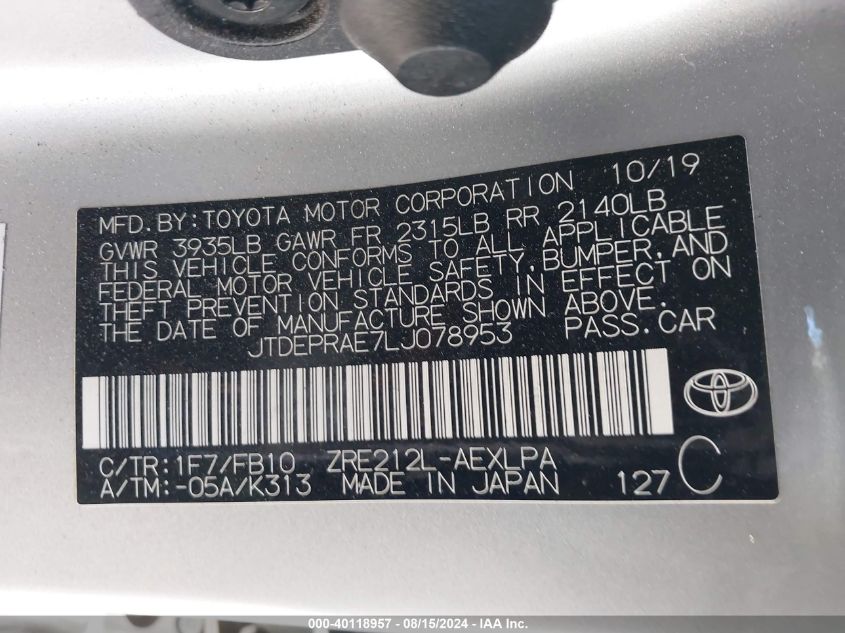 MFD.BY:TOYOTA MOTOR CORPORATION 10/19
GVWR 3935LB GAWR FR 2315LB RR 2140LB
THIS VEHICLE CONFORMS TO ALL APPLICABLE
FEDERAL MOTOR VEHICLE SAFETY,BUMPER,AND
THEFT PREVENTION STANDARDS IN EFFECT ON
THE DATE OF MANUFACTURE SHOWN ABOVE.
JTDEPRAE7LJ078953 PASS.CAR
C/TR:1F7/FB10 ZRE212L-AEXLPA
A/TM:-05A/K313 MADE IN JAPAN 127 C
000-40118957 - 08/15/2024 - © IAA Inc.